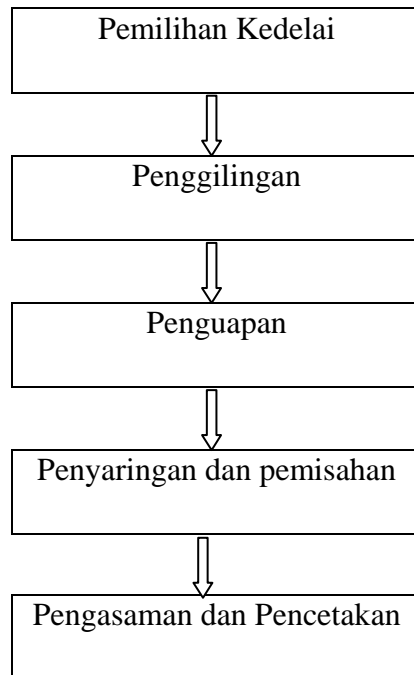 Pemilihan Kedelai
Penggilingan
Penguapan
Penyaringan dan pemisahan
Pengasaman dan Pencetakan